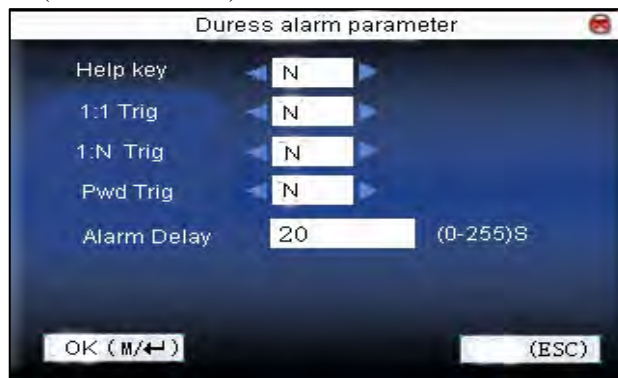 Duress alarm parameter
Help key N
1:1 Trig N
1:N Trig N
Pwd Trig N
Alarm Delay 20 (0-255)S
OK (M/↵) (ESC)